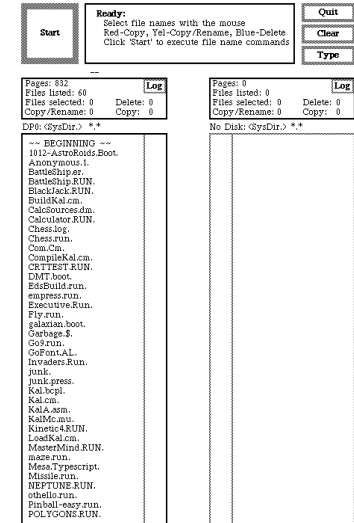 Start
Ready:
Select file names with the mouse
Red-Copy, Yel-Copy/Rename, Blue-Delete
Click 'Start' to execute file name commands
Quit
Clear
Type
--
Pages: 832
Log
Files listed: 60
Files selected: 0 Delete: 0
Copy/Rename: 0 Copy: 0
DP0: <SysDir.> *.*
~~ BEGINNING ~~
1012-AstroRoids.Boot.
Anonymous.1.
BattleShip.er.
BattleShip.RUN.
BlackJack.RUN.
BuildKal.cm.
CalcSources.dm.
Calculator.RUN.
Chess.log.
Chess.run.
Com.Cm.
CompileKal.cm.
CRTTEST.RUN.
DMT.boot.
EdsBuild.run.
empress.run.
Executive.Run.
Fly.run.
galaxian.boot.
Garbage.$.
Go9.run.
GoFont.AL.
Invaders.Run.
junk.
junk.press.
Kal.bcpl.
Kal.cm.
KalA.asm.
KalMc.mu.
Kinetic4.RUN.
LoadKal.cm.
MasterMind.RUN.
maze.run.
Mesa.Typescript.
Missile.run.
NEPTUNE.RUN.
othello.run.
Pinball-easy.run.
POLYGONS.RUN.
Pages: 0
Log
Files listed: 0
Files selected: 0 Delete: 0
Copy/Rename: 0 Copy: 0
No Disk: <SysDir.> *.*